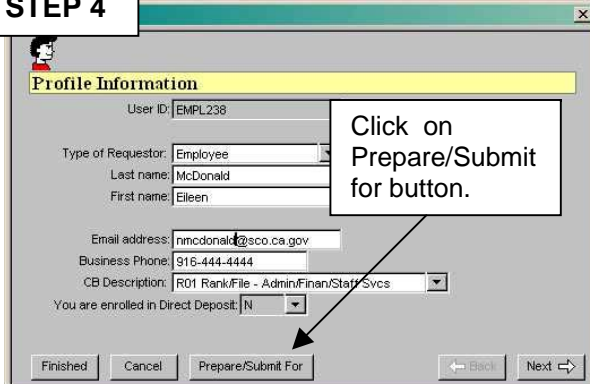 STEP 4
Profile Information
User ID: EMPL238
Click on
Prepare/Submit
for button.
Type of Requestor: Employee
Last name: McDonald
First name: Eileen
Email address: nmcdonald@sco.ca.gov
Business Phone: 916-444-4444
CB Description: R01 Rank/File - Admin/Finan/Staff Svcs
You are enrolled in Direct Deposit: N
Finished Cancel Prepare/Submit For Back Next